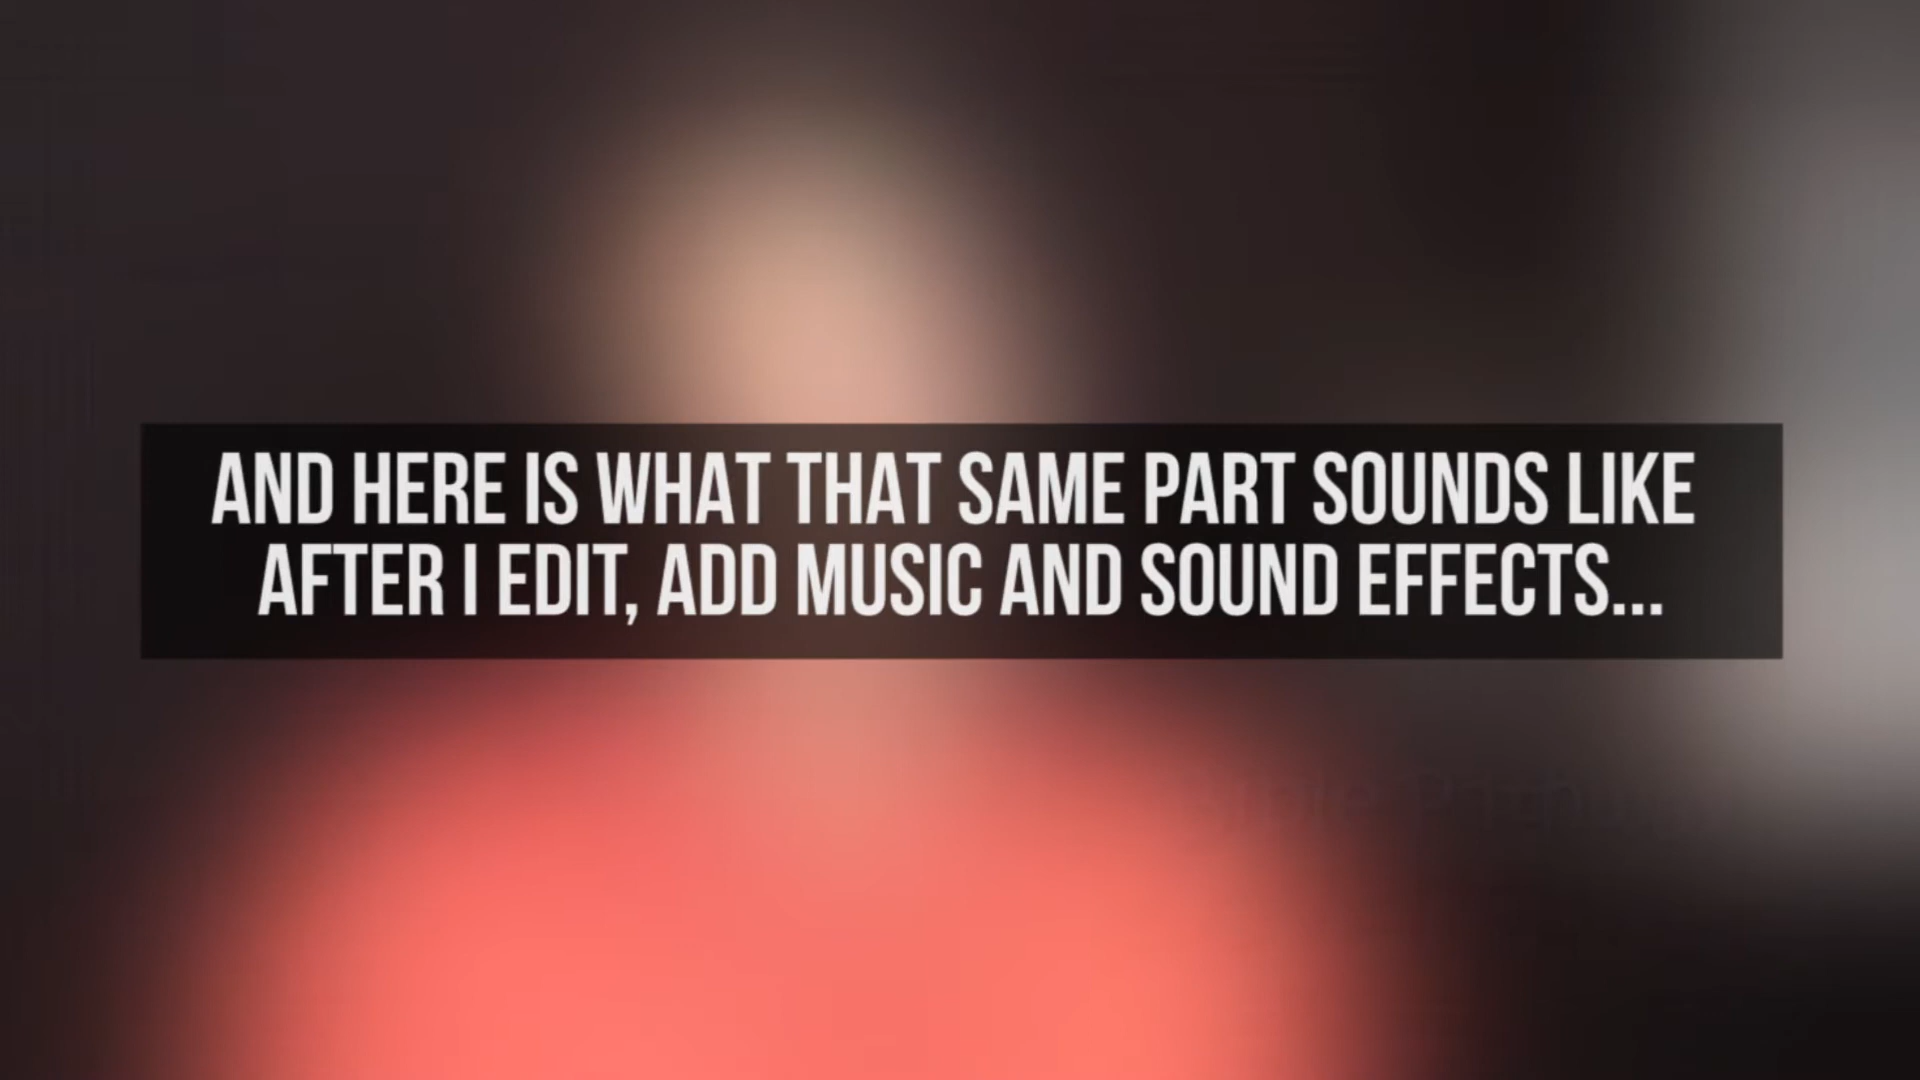 AND HERE IS WHAT THAT SAME PART SOUNDS LIKE
AFTER I EDIT, ADD MUSIC AND SOUND EFFECTS...